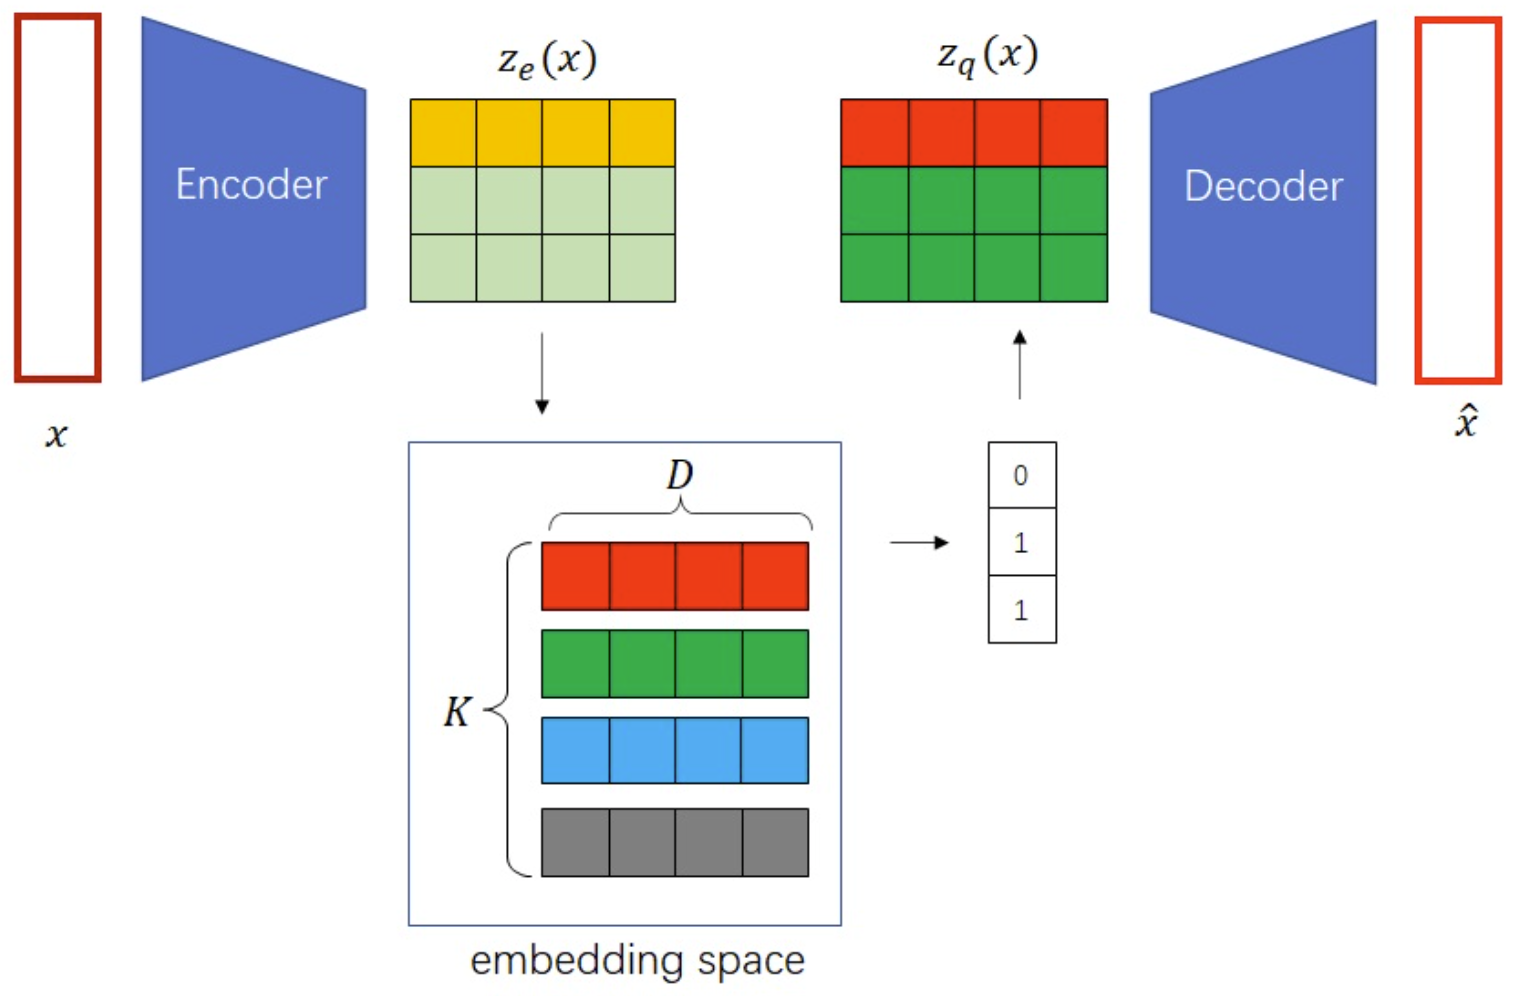 z_e(x)
z_q(x)
Encoder
Decoder
x
x̂
D
K
0
1
1
embedding space